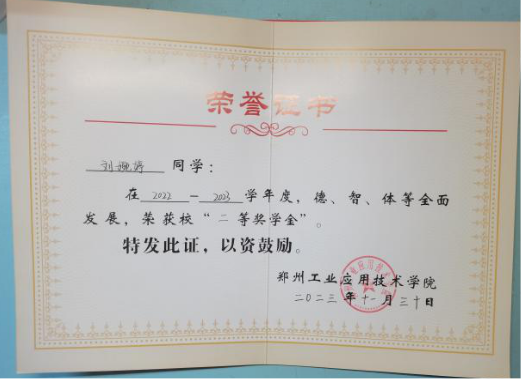 荣誉证书
同学:
在 2022 — 2023 学年度,德、智、体等全面
发展,荣获校“二等奖学金”。
特发此证,以资鼓励。
郑州工业应用技术学院
二〇二三年十一月三十日